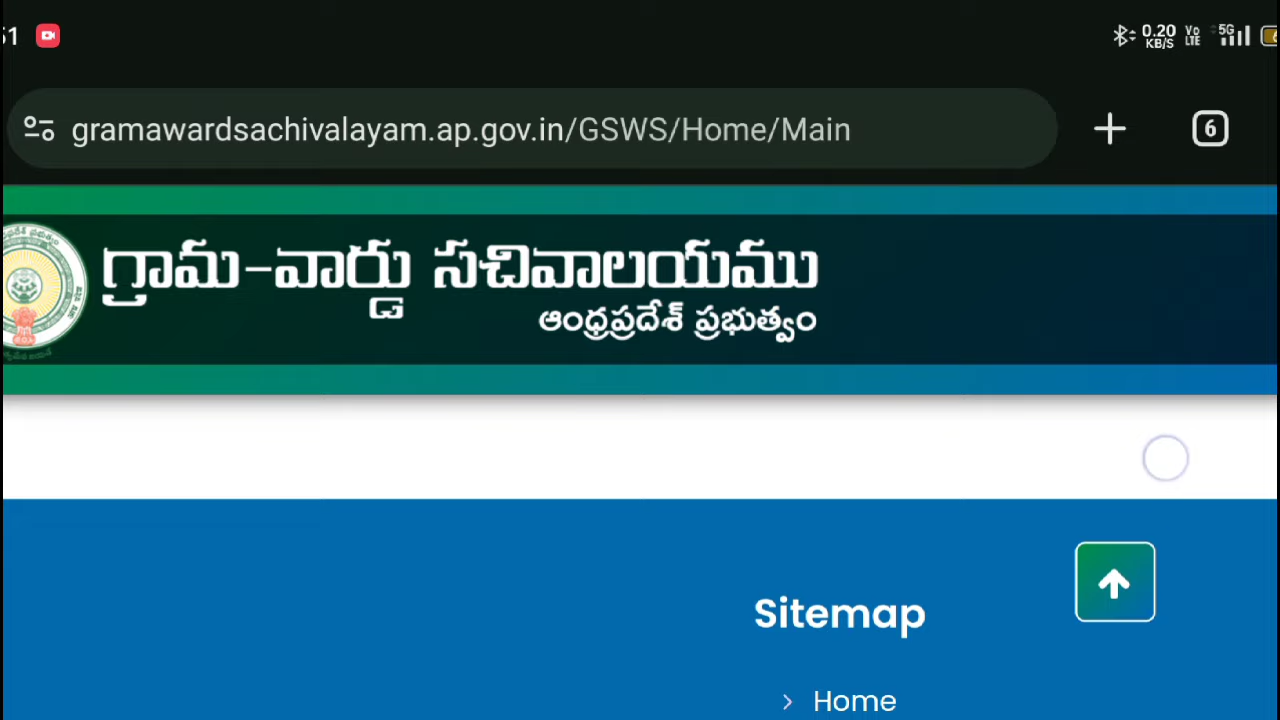 51
0.20
KB/S
Vo
LTE
5G
gramawardsachivalayam.ap.gov.in/GSWS/Home/Main
6
గ్రామ-వార్డు సచివాలయము
ఆంధ్రప్రదేశ్ ప్రభుత్వం
Sitemap
Home